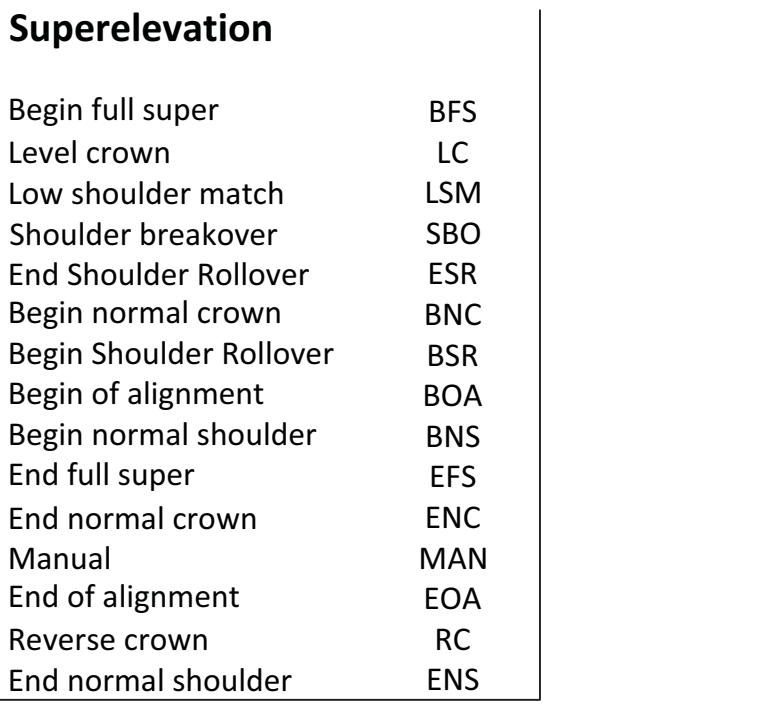 Superelevation
Begin full super BFS
Level crown LC
Low shoulder match LSM
Shoulder breakover SBO
End Shoulder Rollover ESR
Begin normal crown BNC
Begin Shoulder Rollover BSR
Begin of alignment BOA
Begin normal shoulder BNS
End full super EFS
End normal crown ENC
Manual MAN
End of alignment EOA
Reverse crown RC
End normal shoulder ENS